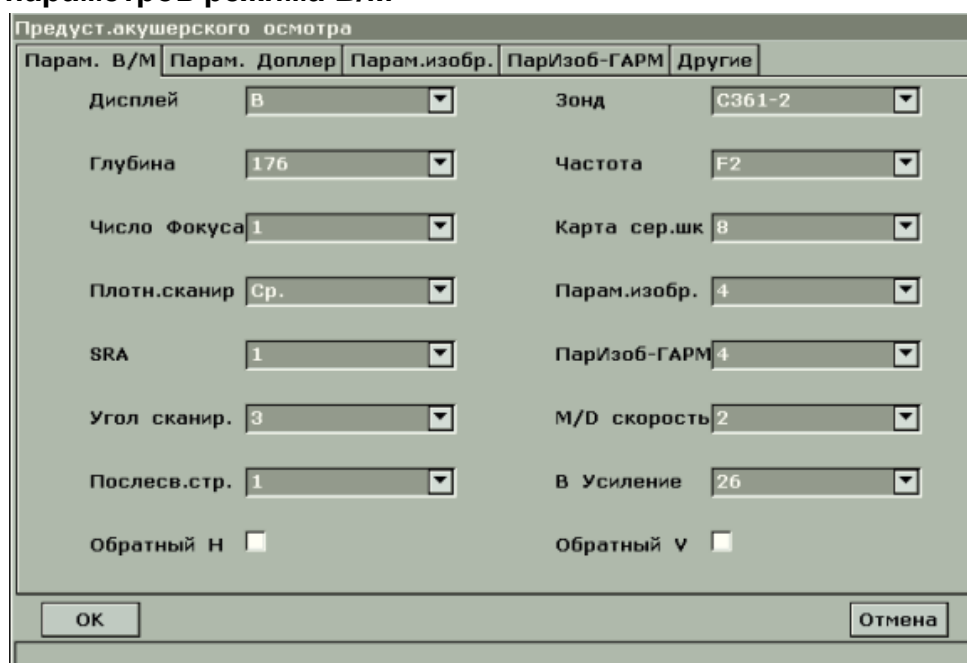 параметров режима B/M
Предуст.акушерского осмотра
Парам. B/M Парам. Доплер Парам.изобр. ПарИзоб-ГАРМ Другие
Дисплей B Зонд C361-2
Глубина 176 Частота F2
Число Фокуса 1 Карта сер.шк 8
Плотн.сканир Ср. Парам.изобр. 4
SRA 1 ПарИзоб-ГАРМ 4
Угол сканир. 3 M/D скорость 2
Послесв.стр. 1 B Усиление 26
Обратный H Обратный V
OK Отмена